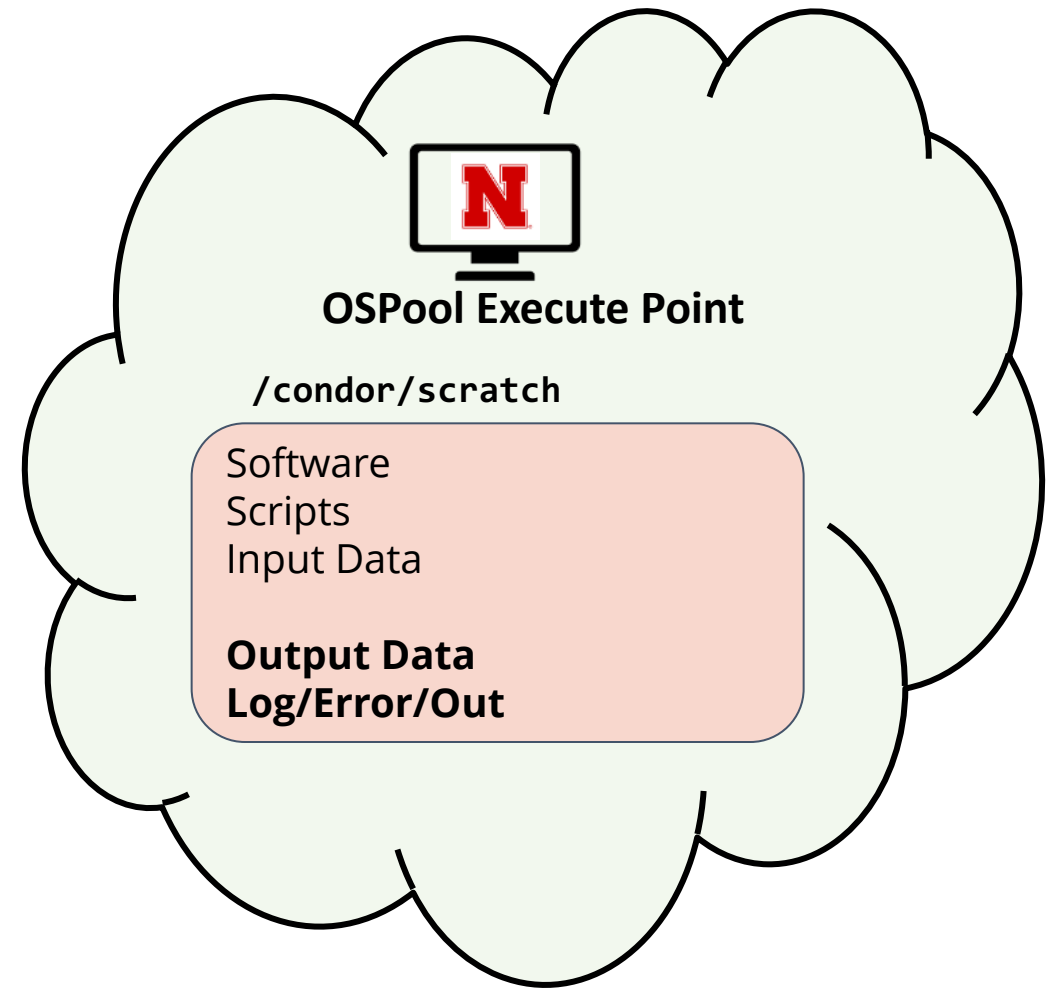 N
OSPool Execute Point
/condor/scratch
Software
Scripts
Input Data
Output Data
Log/Error/Out